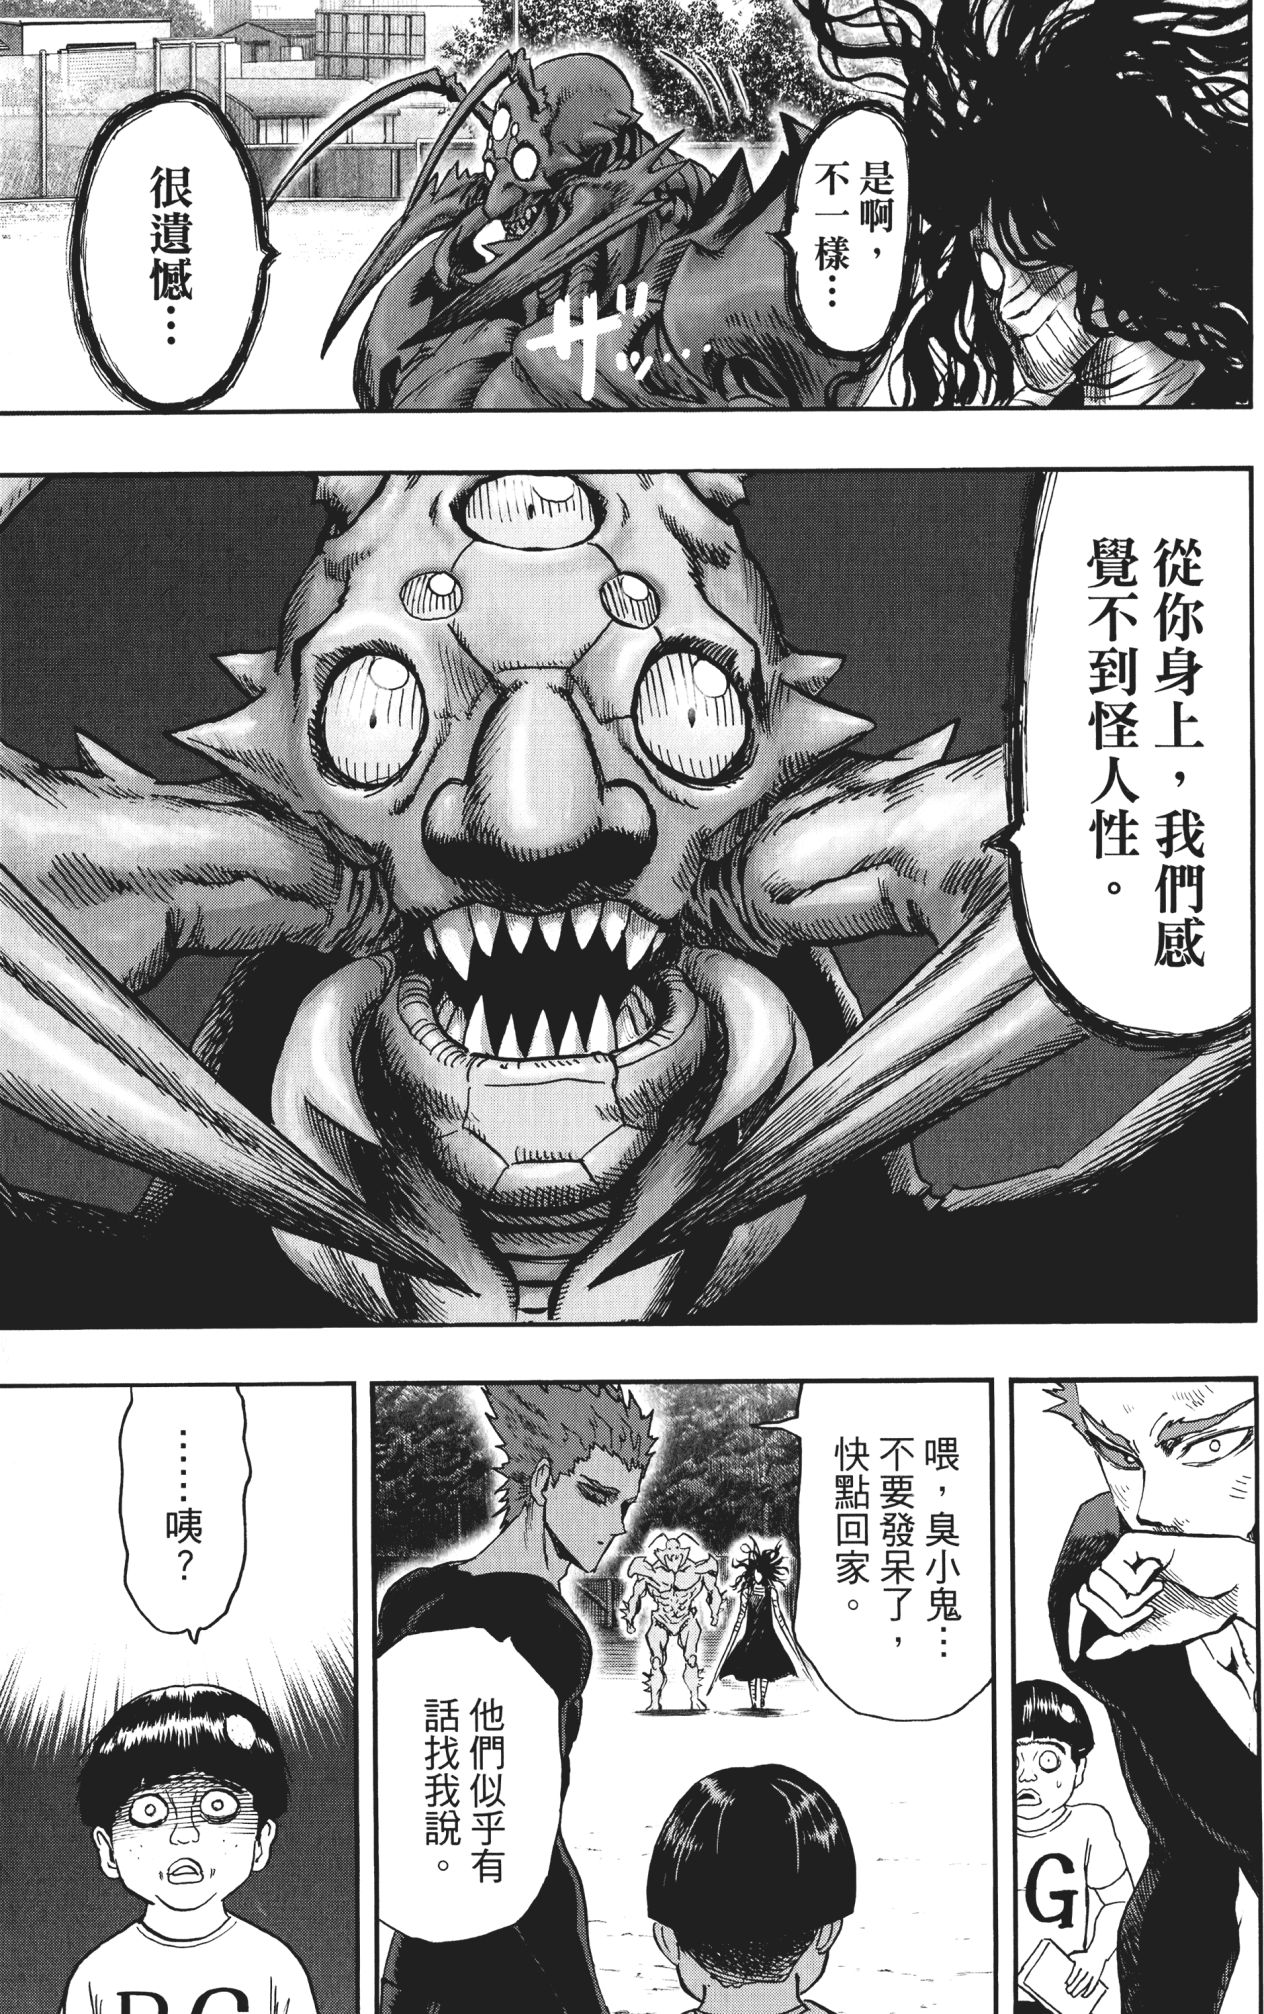 是啊，
不一樣…
ザッ…
很遺憾…
從你身上，我們感
覺不到怪人性。
G
喂，臭小鬼…
不要發呆了，
快點回家。
他們似乎有
話找我說。
……咦？
BG